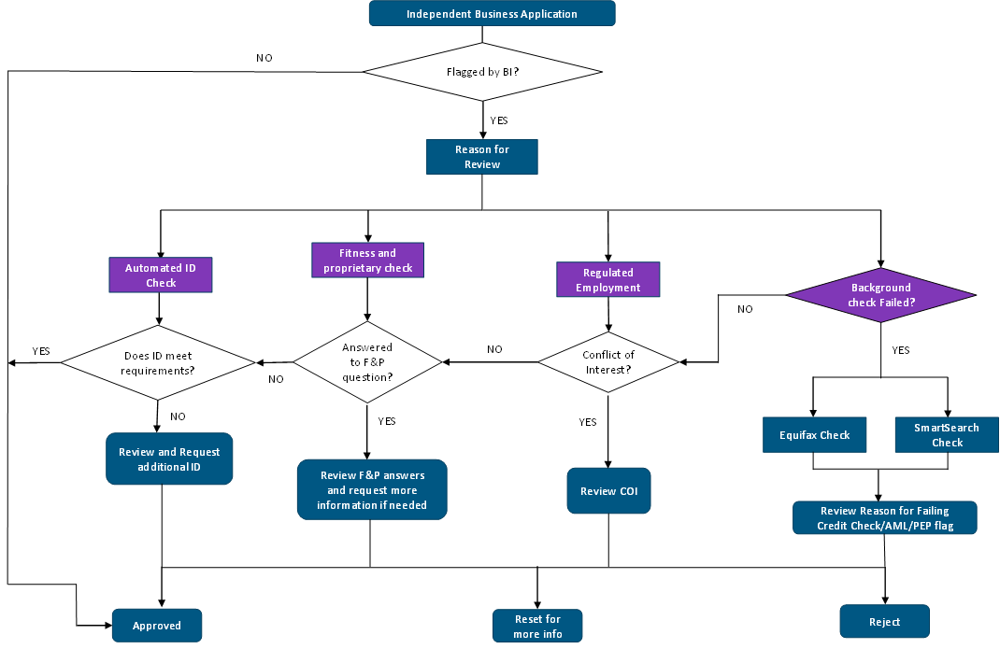 Independent Business Application
NO
Flagged by BI?
YES
Reason for
Review
Automated ID
Check
Fitness and
proprietary check
Regulated
Employment
Background
check Failed?
NO
YES
Does ID meet
requirements?
YES
NO
Answered
to F&P
question?
NO
YES
Conflict of
Interest?
NO
YES
Equifax Check
SmartSearch
Check
Review and Request
additional ID
Review F&P answers
and request more
information if needed
Review COI
Review Reason for Failing
Credit Check/AML/PEP flag
Approved
Reset for
more info
Reject